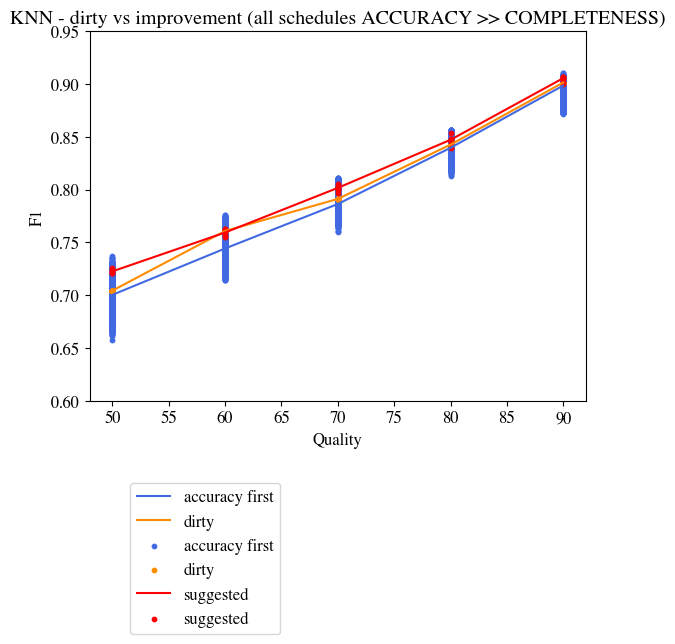 KNN - dirty vs improvement (all schedules ACCURACY >> COMPLETENESS)
0.95
0.90
0.85
0.80
0.75
0.70
0.65
0.60
F1
50
55
60
65
70
75
80
85
90
Quality
accuracy first
dirty
accuracy first
dirty
suggested
suggested